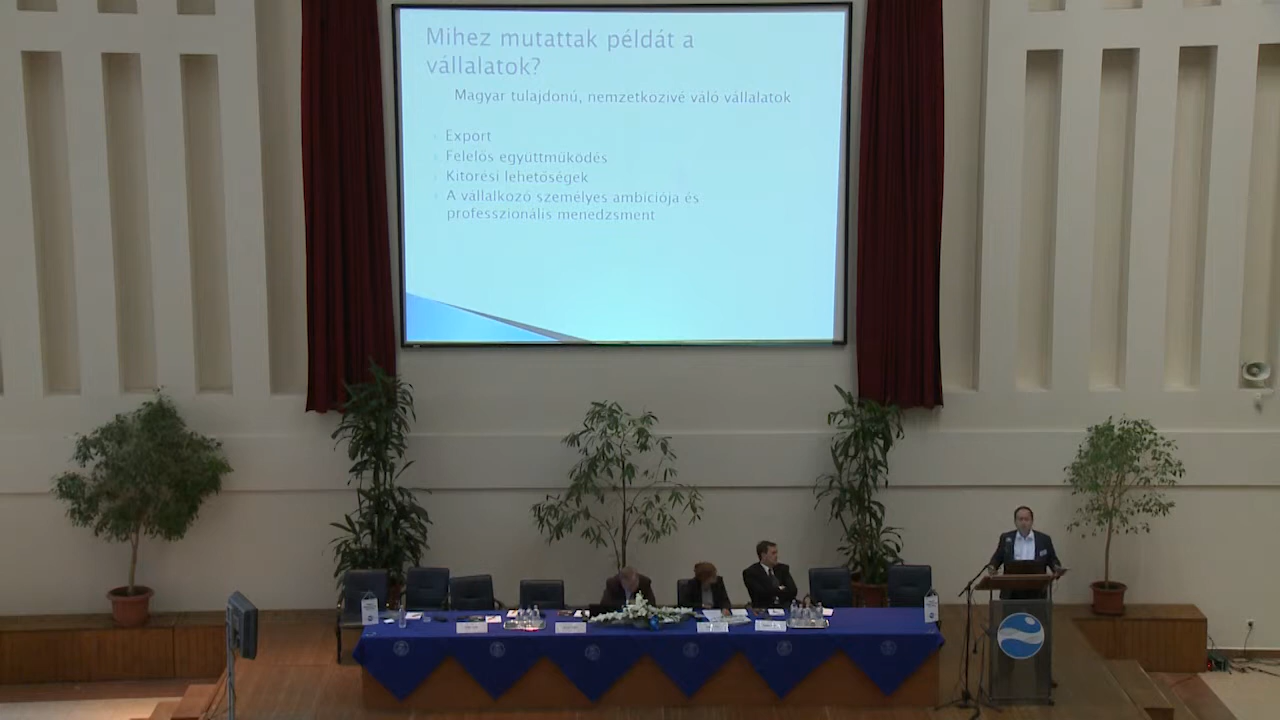 Mihez mutattak példát a
vállalatok?
Magyar tulajdonú, nemzetközivé váló vállalatok
Export
Felelős együttműködés
Kitörési lehetőségek
A vállalkozó személyes ambíciója és
professzionális menedzsment